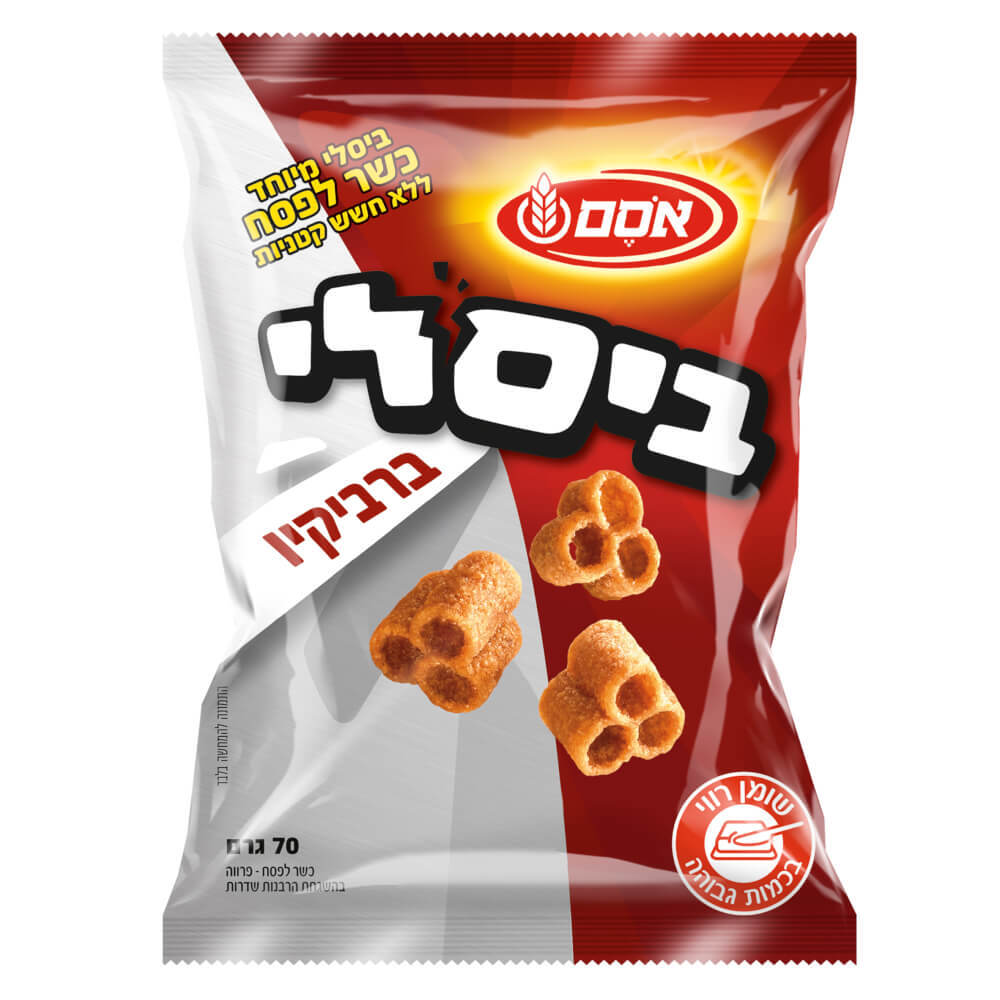 ביסלי מיוחד
כשר לפסח
ללא חשש קטניות
אסם
ביסלי
ברביקיו
התמונה להמחשה בלבד
70 גרם
כשר לפסח - פרווה
בהשגחת הרבנות שדרות
שומן רווי
בכמות גבוהה